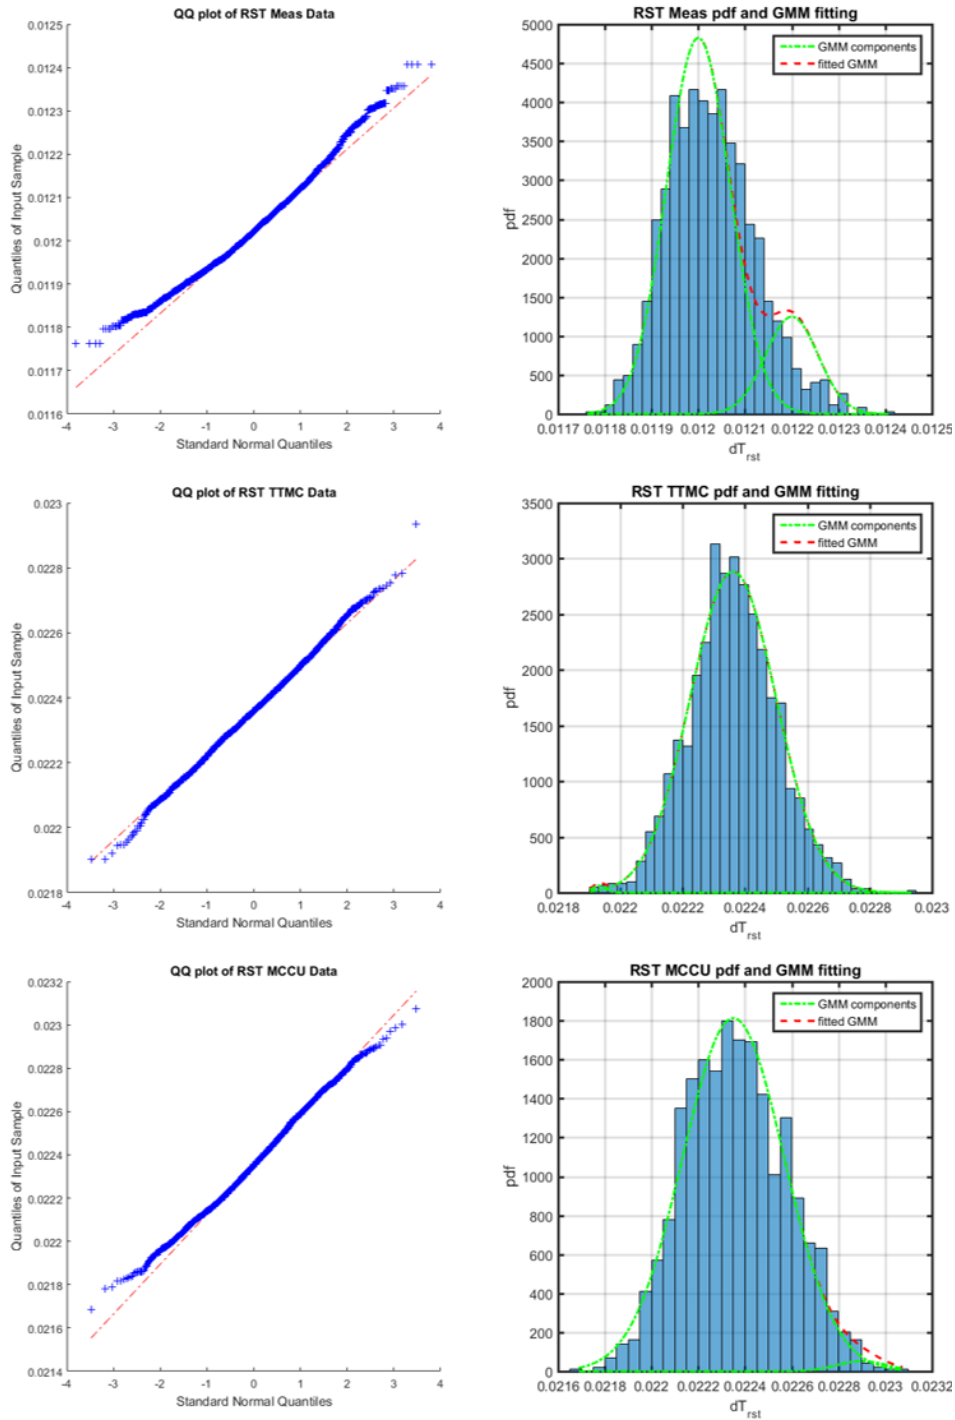 QQ plot of RST Meas Data
Quantiles of Input Sample
0.0125
0.0124
0.0123
0.0122
0.0121
0.012
0.0119
0.0118
0.0117
0.0116
-4 -3 -2 -1 0 1 2 3 4
Standard Normal Quantiles
RST Meas pdf and GMM fitting
GMM components
fitted GMM
pdf
5000
4500
4000
3500
3000
2500
2000
1500
1000
500
0
0.0117 0.0118 0.0119 0.012 0.0121 0.0122 0.0123 0.0124 0.0125
dT_rst
QQ plot of RST TTMC Data
Quantiles of Input Sample
0.023
0.0228
0.0226
0.0224
0.0222
0.022
0.0218
-4 -3 -2 -1 0 1 2 3 4
Standard Normal Quantiles
RST TTMC pdf and GMM fitting
GMM components
fitted GMM
pdf
3500
3000
2500
2000
1500
1000
500
0
0.0218 0.022 0.0222 0.0224 0.0226 0.0228 0.023
dT_rst
QQ plot of RST MCCU Data
Quantiles of Input Sample
0.0232
0.023
0.0228
0.0226
0.0224
0.0222
0.022
0.0218
0.0216
0.0214
-4 -3 -2 -1 0 1 2 3 4
Standard Normal Quantiles
RST MCCU pdf and GMM fitting
GMM components
fitted GMM
pdf
2000
1800
1600
1400
1200
1000
800
600
400
200
0
0.0216 0.0218 0.022 0.0222 0.0224 0.0226 0.0228 0.023 0.0232
dT_rst